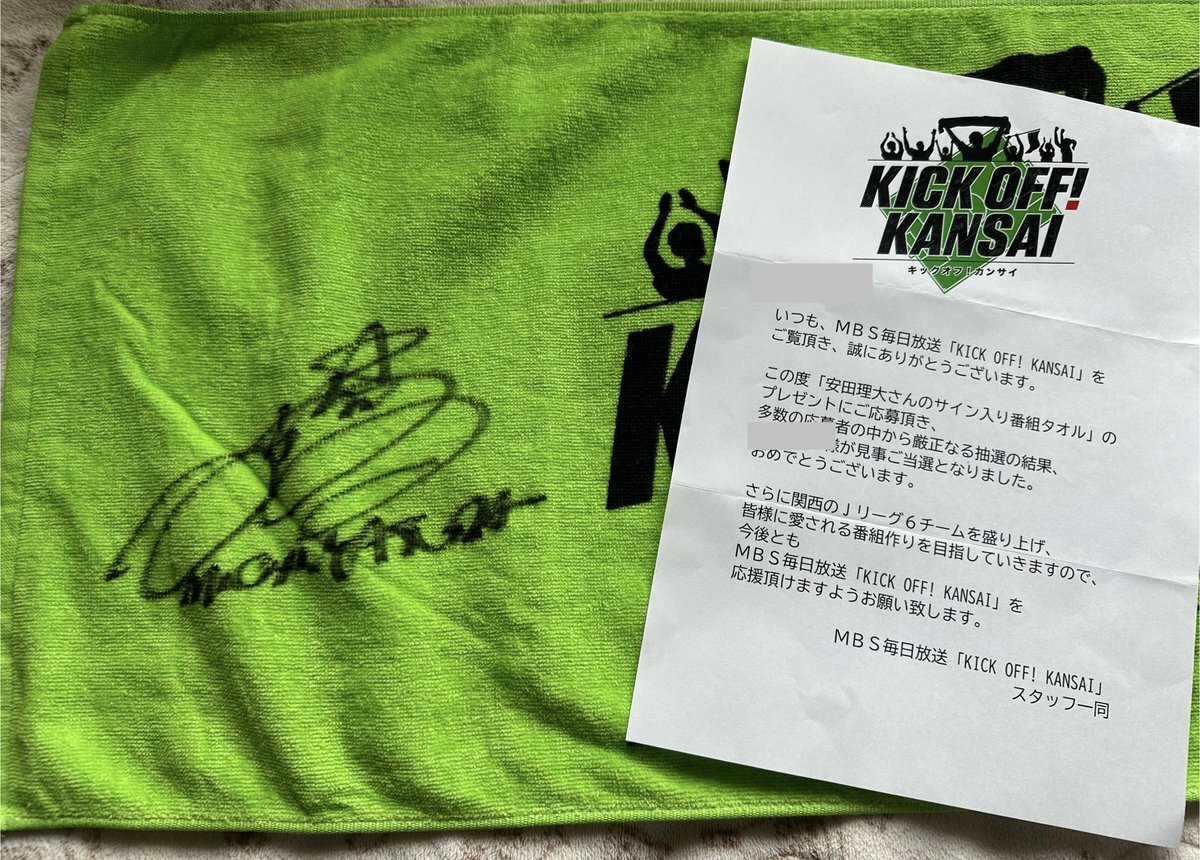 KICK OFF!
KANSAI
キックオフ!カンサイ
いつも、MBS毎日放送「KICK OFF! KANSAI」を
ご覧頂き、誠にありがとうございます。
この度「安田理大さんのサイン入り番組タオル」の
プレゼントにご応募頂き、
多数の応募者の中から厳正なる抽選の結果、
様が見事ご当選となりました。
おめでとうございます。
さらに関西のJリーグ6チームを盛り上げ、
皆様に愛される番組作りを目指していきますので、
今後とも
MBS毎日放送「KICK OFF! KANSAI」を
応援頂けますようお願い致します。
MBS毎日放送「KICK OFF! KANSAI」
スタッフ一同
K